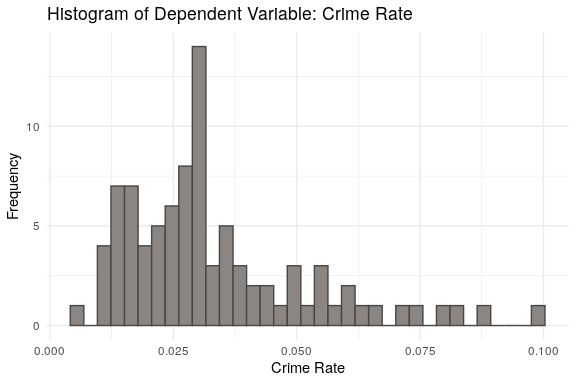 Histogram of Dependent Variable: Crime Rate
10
5
0
Frequency
0.000 0.025 0.050 0.075 0.100
Crime Rate